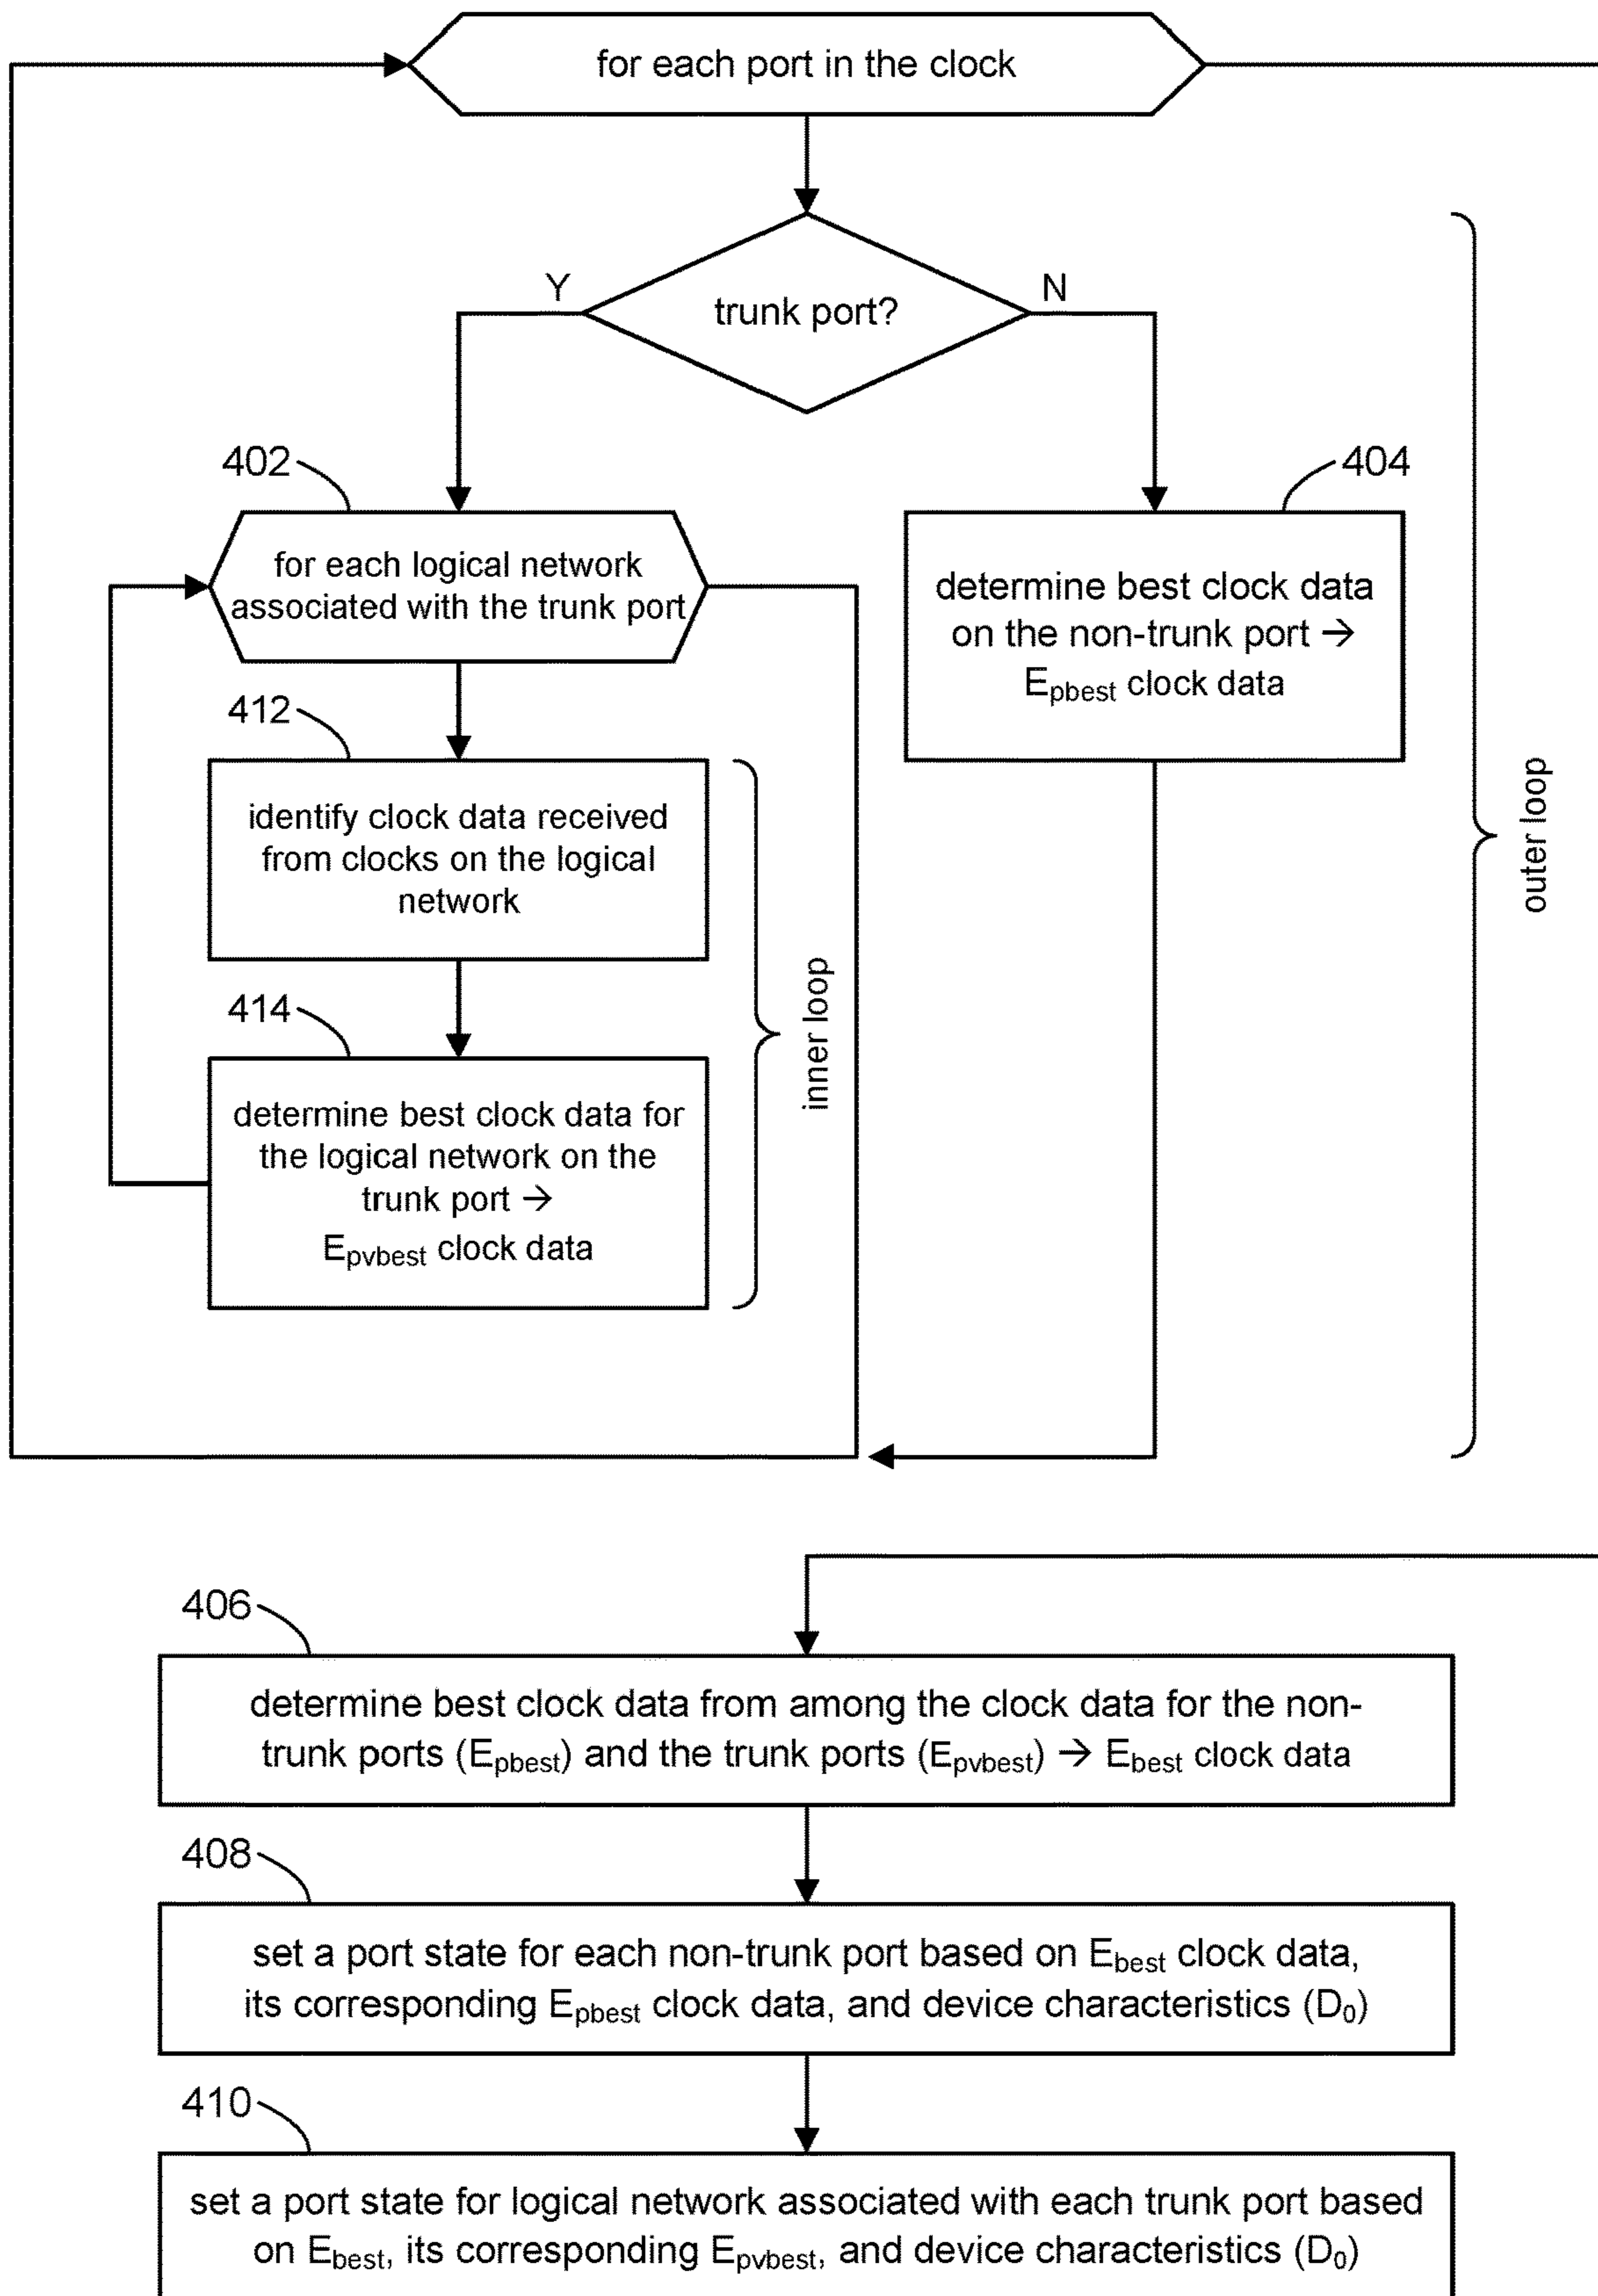 for each port in the clock
trunk port?
Y
N
402
for each logical network
associated with the trunk port
404
determine best clock data
on the non-trunk port →
Epbest clock data
412
identify clock data received
from clocks on the logical
network
414
determine best clock data for
the logical network on the
trunk port →
Epvbest clock data
inner loop
outer loop
406
determine best clock data from among the clock data for the non-
trunk ports (Epbest) and the trunk ports (Epvbest) → Ebest clock data
408
set a port state for each non-trunk port based on Ebest clock data,
its corresponding Epbest clock data, and device characteristics (D0)
410
set a port state for logical network associated with each trunk port based
on Ebest, its corresponding Epvbest, and device characteristics (D0)